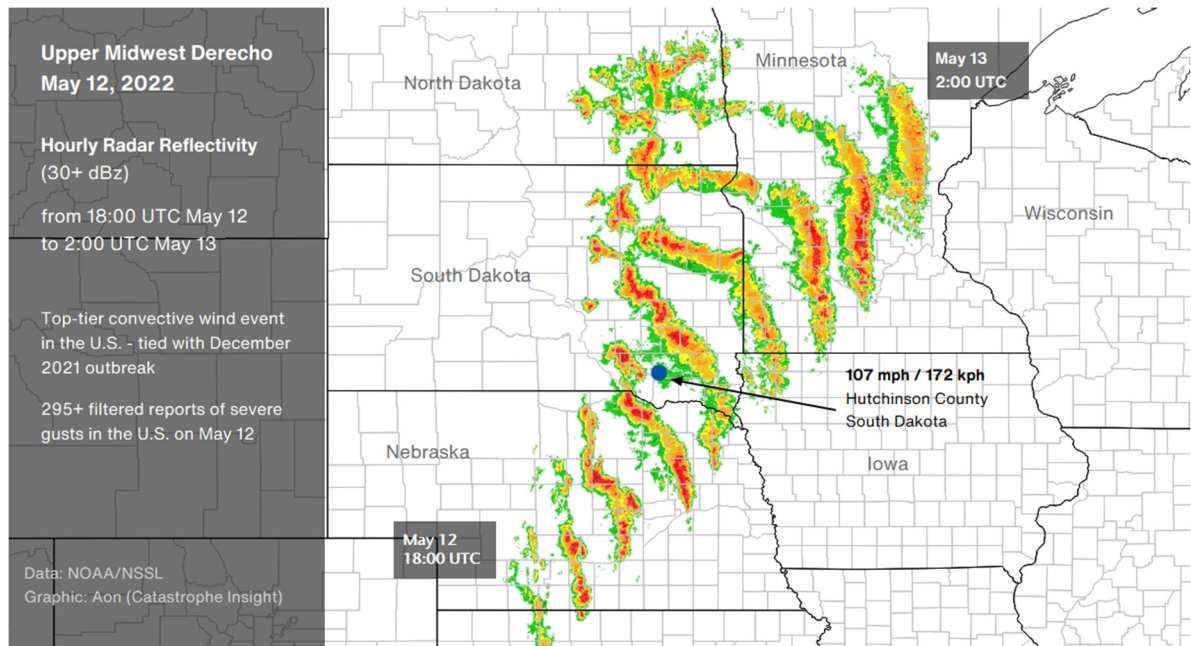 Upper Midwest Derecho
May 12, 2022
Hourly Radar Reflectivity
(30+ dBz)
from 18:00 UTC May 12
to 2:00 UTC May 13
Top-tier convective wind event
in the U.S. - tied with December
2021 outbreak
295+ filtered reports of severe
gusts in the U.S. on May 12
Data: NOAA/NSSL
Graphic: Aon (Catastrophe Insight)
North Dakota
Minnesota
May 13
2:00 UTC
Wisconsin
South Dakota
107 mph / 172 kph
Hutchinson County
South Dakota
Nebraska
Iowa
May 12
18:00 UTC